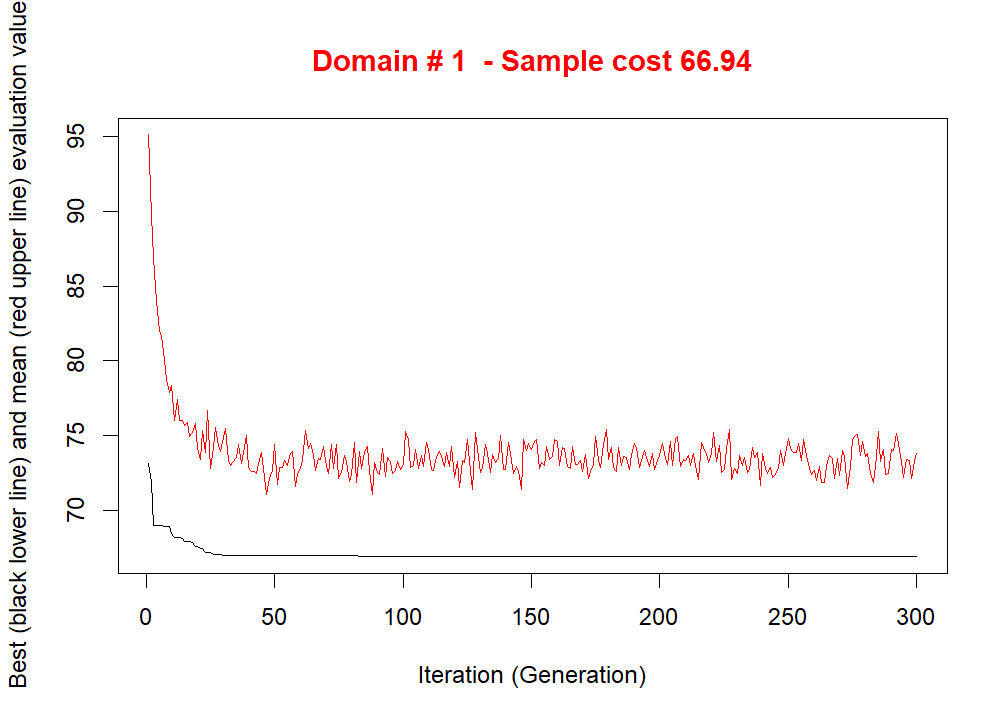 Domain # 1  - Sample cost 66.94
Best (black lower line) and mean (red upper line) evaluation value
95
90
85
80
75
70
0 50 100 150 200 250 300
Iteration (Generation)